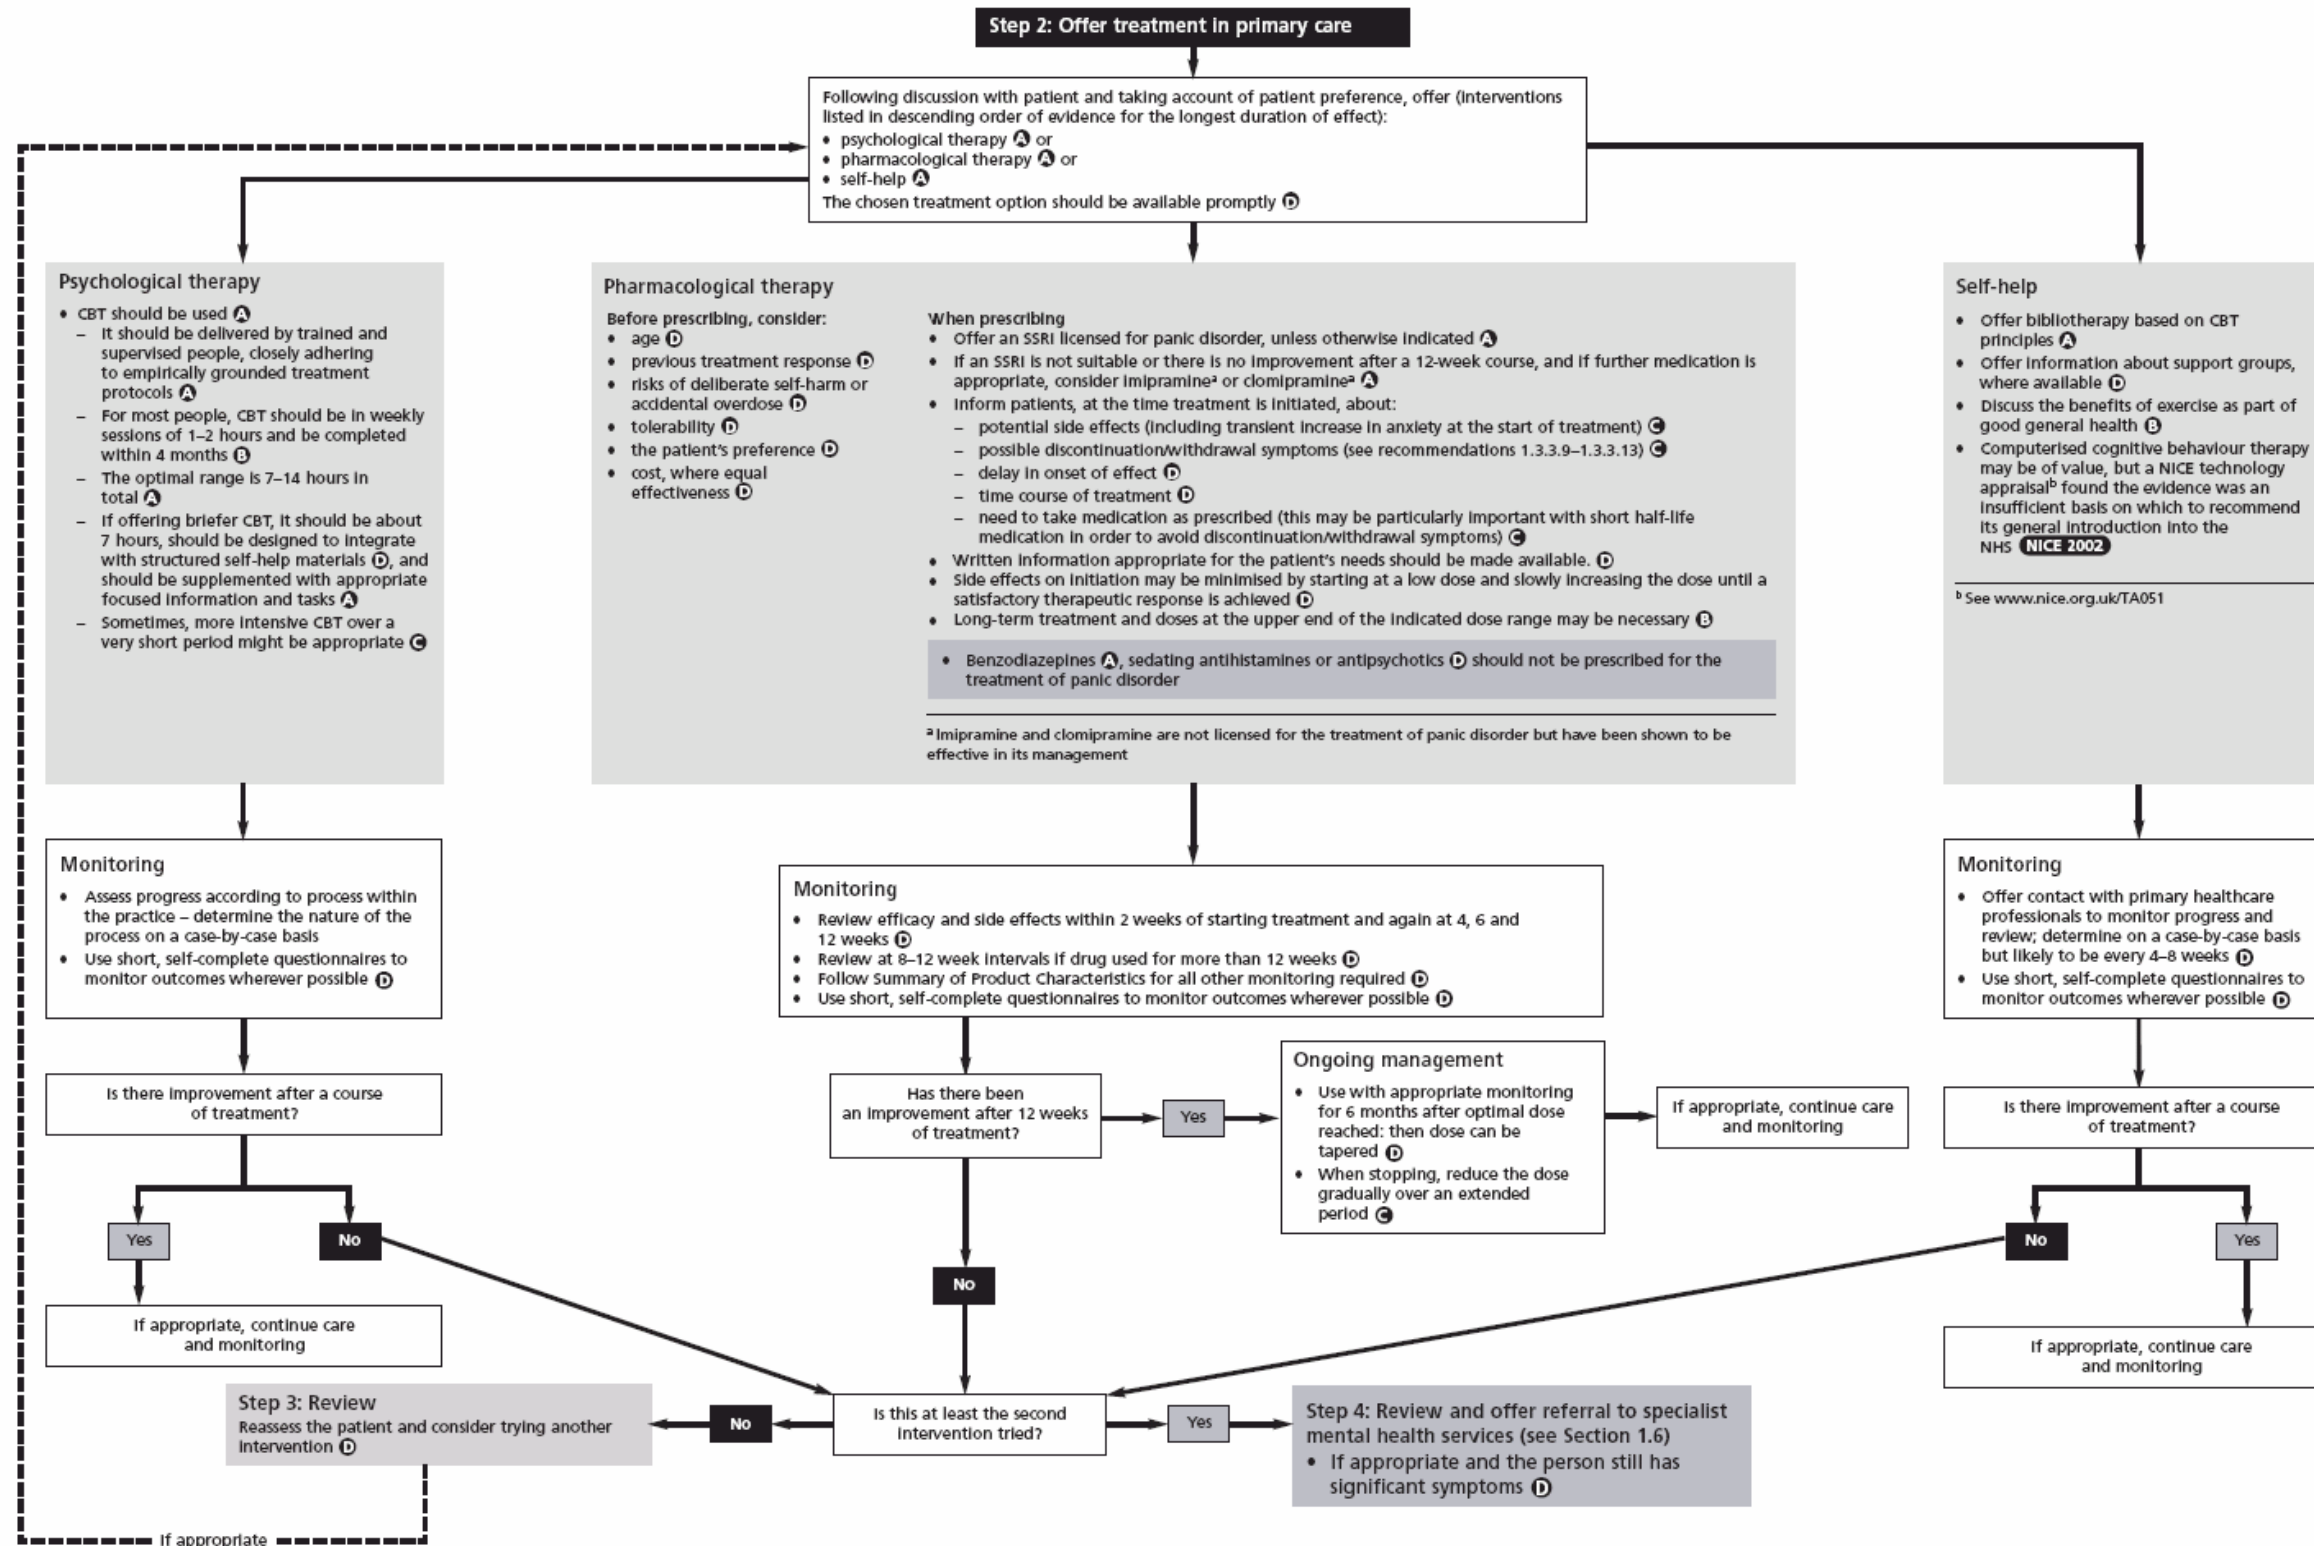 Step 2: Offer treatment in primary care
Following discussion with patient and taking account of patient preference, offer (interventions
listed in descending order of evidence for the longest duration of effect):
• psychological therapy A or
• pharmacological therapy A or
• self-help A
The chosen treatment option should be available promptly D
Psychological therapy
• CBT should be used A
– It should be delivered by trained and
supervised people, closely adhering
to empirically grounded treatment
protocols A
– For most people, CBT should be in weekly
sessions of 1–2 hours and be completed
within 4 months B
– The optimal range is 7–14 hours in
total A
– If offering briefer CBT, it should be about
7 hours, should be designed to integrate
with structured self-help materials D, and
should be supplemented with appropriate
focused information and tasks A
– Sometimes, more intensive CBT over a
very short period might be appropriate C
Pharmacological therapy
Before prescribing, consider:
• age D
• previous treatment response D
• risks of deliberate self-harm or
accidental overdose D
• tolerability D
• the patient's preference D
• cost, where equal
effectiveness D
When prescribing
• Offer an SSRI licensed for panic disorder, unless otherwise indicated A
• If an SSRI is not suitable or there is no improvement after a 12-week course, and if further medication is
appropriate, consider imipramineᵃ or clomipramineᵃ A
• Inform patients, at the time treatment is initiated, about:
– potential side effects (including transient increase in anxiety at the start of treatment) C
– possible discontinuation/withdrawal symptoms (see recommendations 1.3.3.9–1.3.3.13) C
– delay in onset of effect D
– time course of treatment D
– need to take medication as prescribed (this may be particularly important with short half-life
medication in order to avoid discontinuation/withdrawal symptoms) C
• Written information appropriate for the patient's needs should be made available. D
• Side effects on initiation may be minimised by starting at a low dose and slowly increasing the dose until a
satisfactory therapeutic response is achieved D
• Long-term treatment and doses at the upper end of the indicated dose range may be necessary B
• Benzodiazepines A, sedating antihistamines or antipsychotics D should not be prescribed for the
treatment of panic disorder
ᵃ Imipramine and clomipramine are not licensed for the treatment of panic disorder but have been shown to be
effective in its management
Self-help
• Offer bibliotherapy based on CBT
principles A
• Offer information about support groups,
where available D
• Discuss the benefits of exercise as part of
good general health B
• Computerised cognitive behaviour therapy
may be of value, but a NICE technology
appraisalᵇ found the evidence was an
insufficient basis on which to recommend
its general introduction into the
NHS NICE 2002
ᵇ See www.nice.org.uk/TA051
Monitoring
• Assess progress according to process within
the practice – determine the nature of the
process on a case-by-case basis
• Use short, self-complete questionnaires to
monitor outcomes wherever possible D
Monitoring
• Review efficacy and side effects within 2 weeks of starting treatment and again at 4, 6 and
12 weeks D
• Review at 8–12 week intervals if drug used for more than 12 weeks D
• Follow Summary of Product Characteristics for all other monitoring required D
• Use short, self-complete questionnaires to monitor outcomes wherever possible D
Monitoring
• Offer contact with primary healthcare
professionals to monitor progress and
review; determine on a case-by-case basis
but likely to be every 4–8 weeks D
• Use short, self-complete questionnaires to
monitor outcomes wherever possible D
Is there improvement after a course
of treatment?
Has there been
an improvement after 12 weeks
of treatment?
Yes
Ongoing management
• Use with appropriate monitoring
for 6 months after optimal dose
reached: then dose can be
tapered D
• When stopping, reduce the dose
gradually over an extended
period C
If appropriate, continue care
and monitoring
Is there improvement after a course
of treatment?
Yes
No
No
No
Yes
If appropriate, continue care
and monitoring
If appropriate, continue care
and monitoring
Step 3: Review
Reassess the patient and consider trying another
intervention D
No
Is this at least the second
intervention tried?
Yes
Step 4: Review and offer referral to specialist
mental health services (see Section 1.6)
• If appropriate and the person still has
significant symptoms D
If appropriate